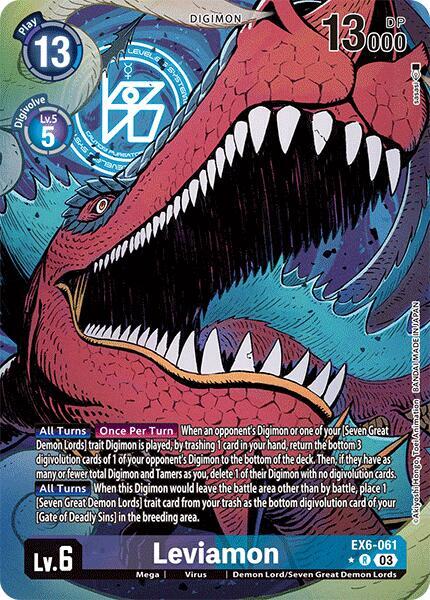 DIGIMON
Play
13
DP
13000
Digivolve
Lv.5
5
All Turns Once Per Turn When an opponent's Digimon or one of your [Seven Great
Demon Lords] trait Digimon is played, by trashing 1 card in your hand, return the bottom 3
digivolution cards of 1 of your opponent's Digimon to the bottom of the deck. Then, if they have as
many or fewer total Digimon and Tamers as you, delete 1 of their Digimon with no digivolution cards.
All Turns When this Digimon would leave the battle area other than by battle, place 1
[Seven Great Demon Lords] trait card from your trash as the bottom digivolution card of your
[Gate of Deadly Sins] in the breeding area.
©Akiyoshi Hongo, Toei Animation BANDAI MADE IN JAPAN
Lv.6
Leviamon
EX6-061
R 03
Mega Virus Demon Lord/Seven Great Demon Lords